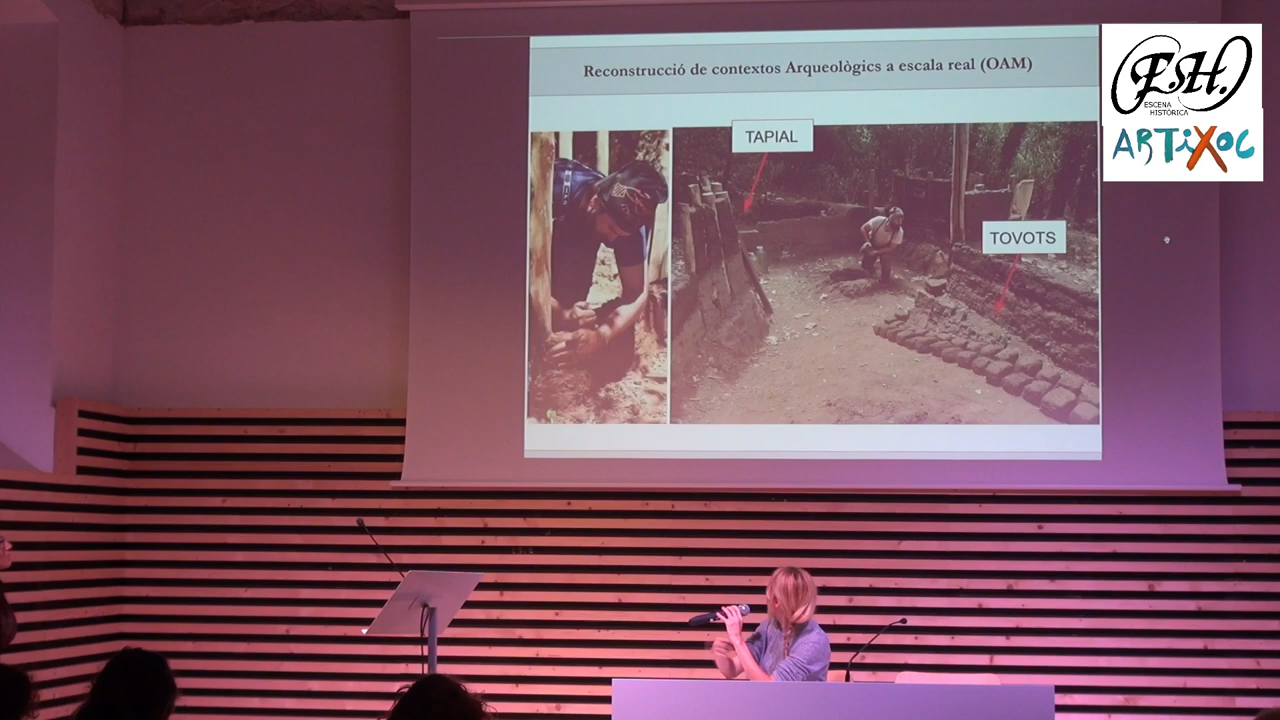 Reconstrucció de contextos Arqueològics a escala real (OAM)
TAPIAL
TOVOTS
E.S.H.
ESCENA
HISTÒRICA
ARTiXOC